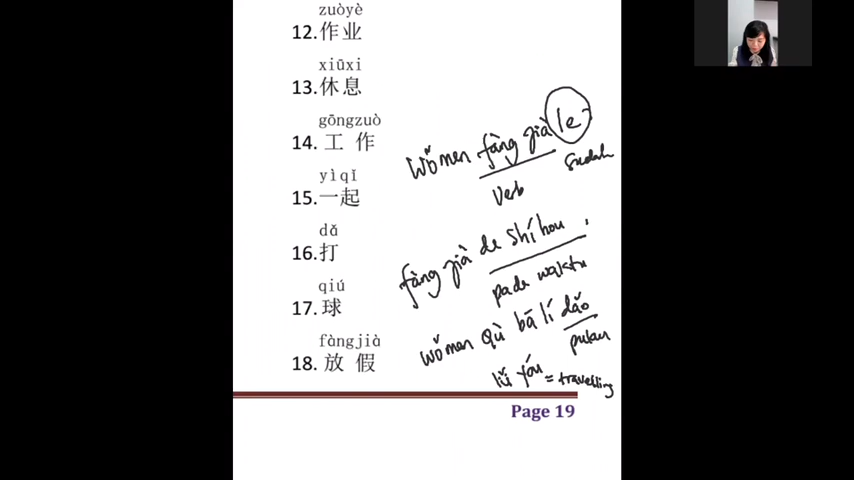 zuòyè
12.作业
xiūxi
13.休息
gōngzuò
14. 工 作
yìqǐ
15.一起
dǎ
16.打
qiú
17.球
fàngjià
18. 放 假
wǒmen fàng jià le
Verb
Sudah
fàng jià de shíhou
pada waktu
wǒmen qù bā lí dǎo
pulau
lǚ yóu = travelling
Page 19